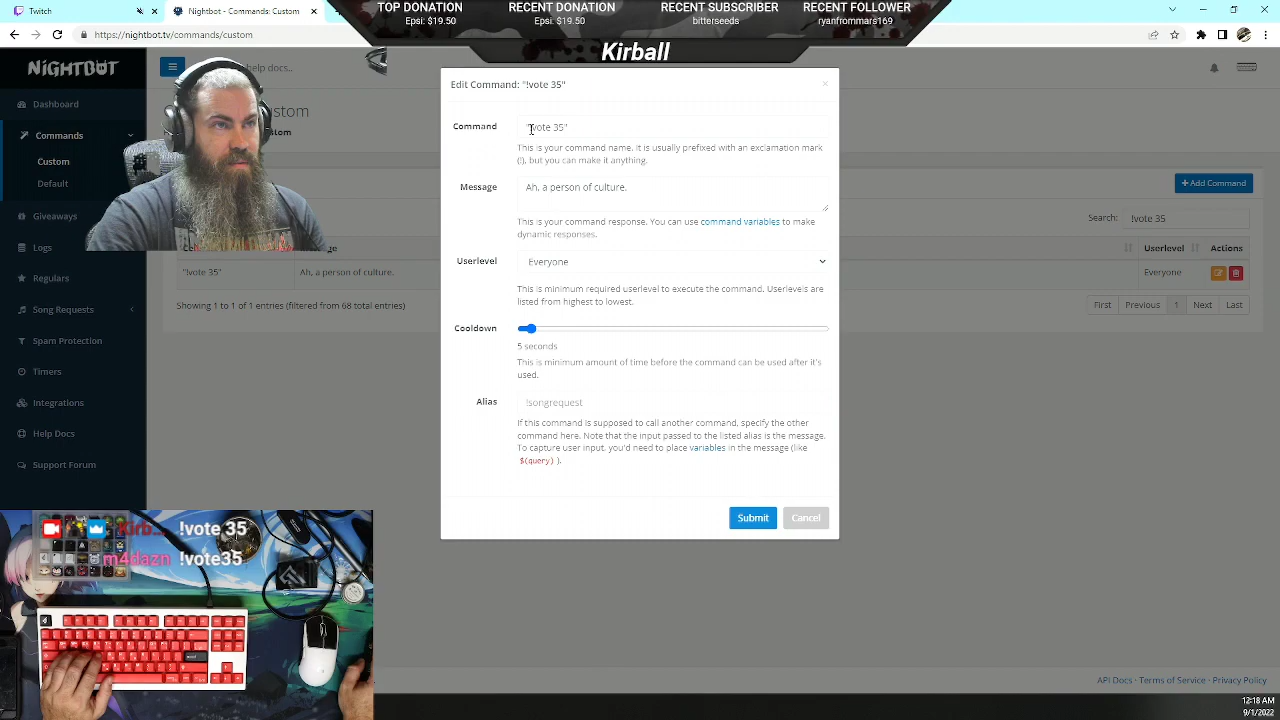 TOP DONATION
Epsi: $19.50
RECENT DONATION
Epsi: $19.50
RECENT SUBSCRIBER
bitterseeds
RECENT FOLLOWER
ryanfrommars169
Kirball
nightbot.tv/commands/custom
NiGHTBOT
help docs..
Dashboard
Commands
Custom
Default
Giveaways
Logs
Regulars
Song Requests
Spam Protection
Timers
Integrations
Help Docs
Support Forum
Add Command
Search:
!vote 35
Userlevel
Actions
"!vote 35"
Ah, a person of culture.
Everyone
Showing 1 to 1 of 1 entries (filtered from 68 total entries)
First
Previous
1
Next
Last
Edit Command: "!vote 35"
Command
"!vote 35"
This is your command name. It is usually prefixed with an exclamation mark
(!), but you can make it anything.
Message
Ah, a person of culture.
This is your command response. You can use command variables to make
dynamic responses.
Userlevel
Everyone
This is minimum required userlevel to execute the command. Userlevels are
listed from highest to lowest.
Cooldown
5 seconds
This is minimum amount of time before the command can be used after it's
used.
Alias
!songrequest
If this command is supposed to call another command, specify the other
command here. Note that the input passed to the listed alias is the message.
To capture user input, you'd need to place variables in the message (like
$(query) ).
Submit
Cancel
Kirb... !vote 35
m4dazn !vote35
API Docs - Terms of Service - Privacy Policy
12:18 AM
9/1/2022